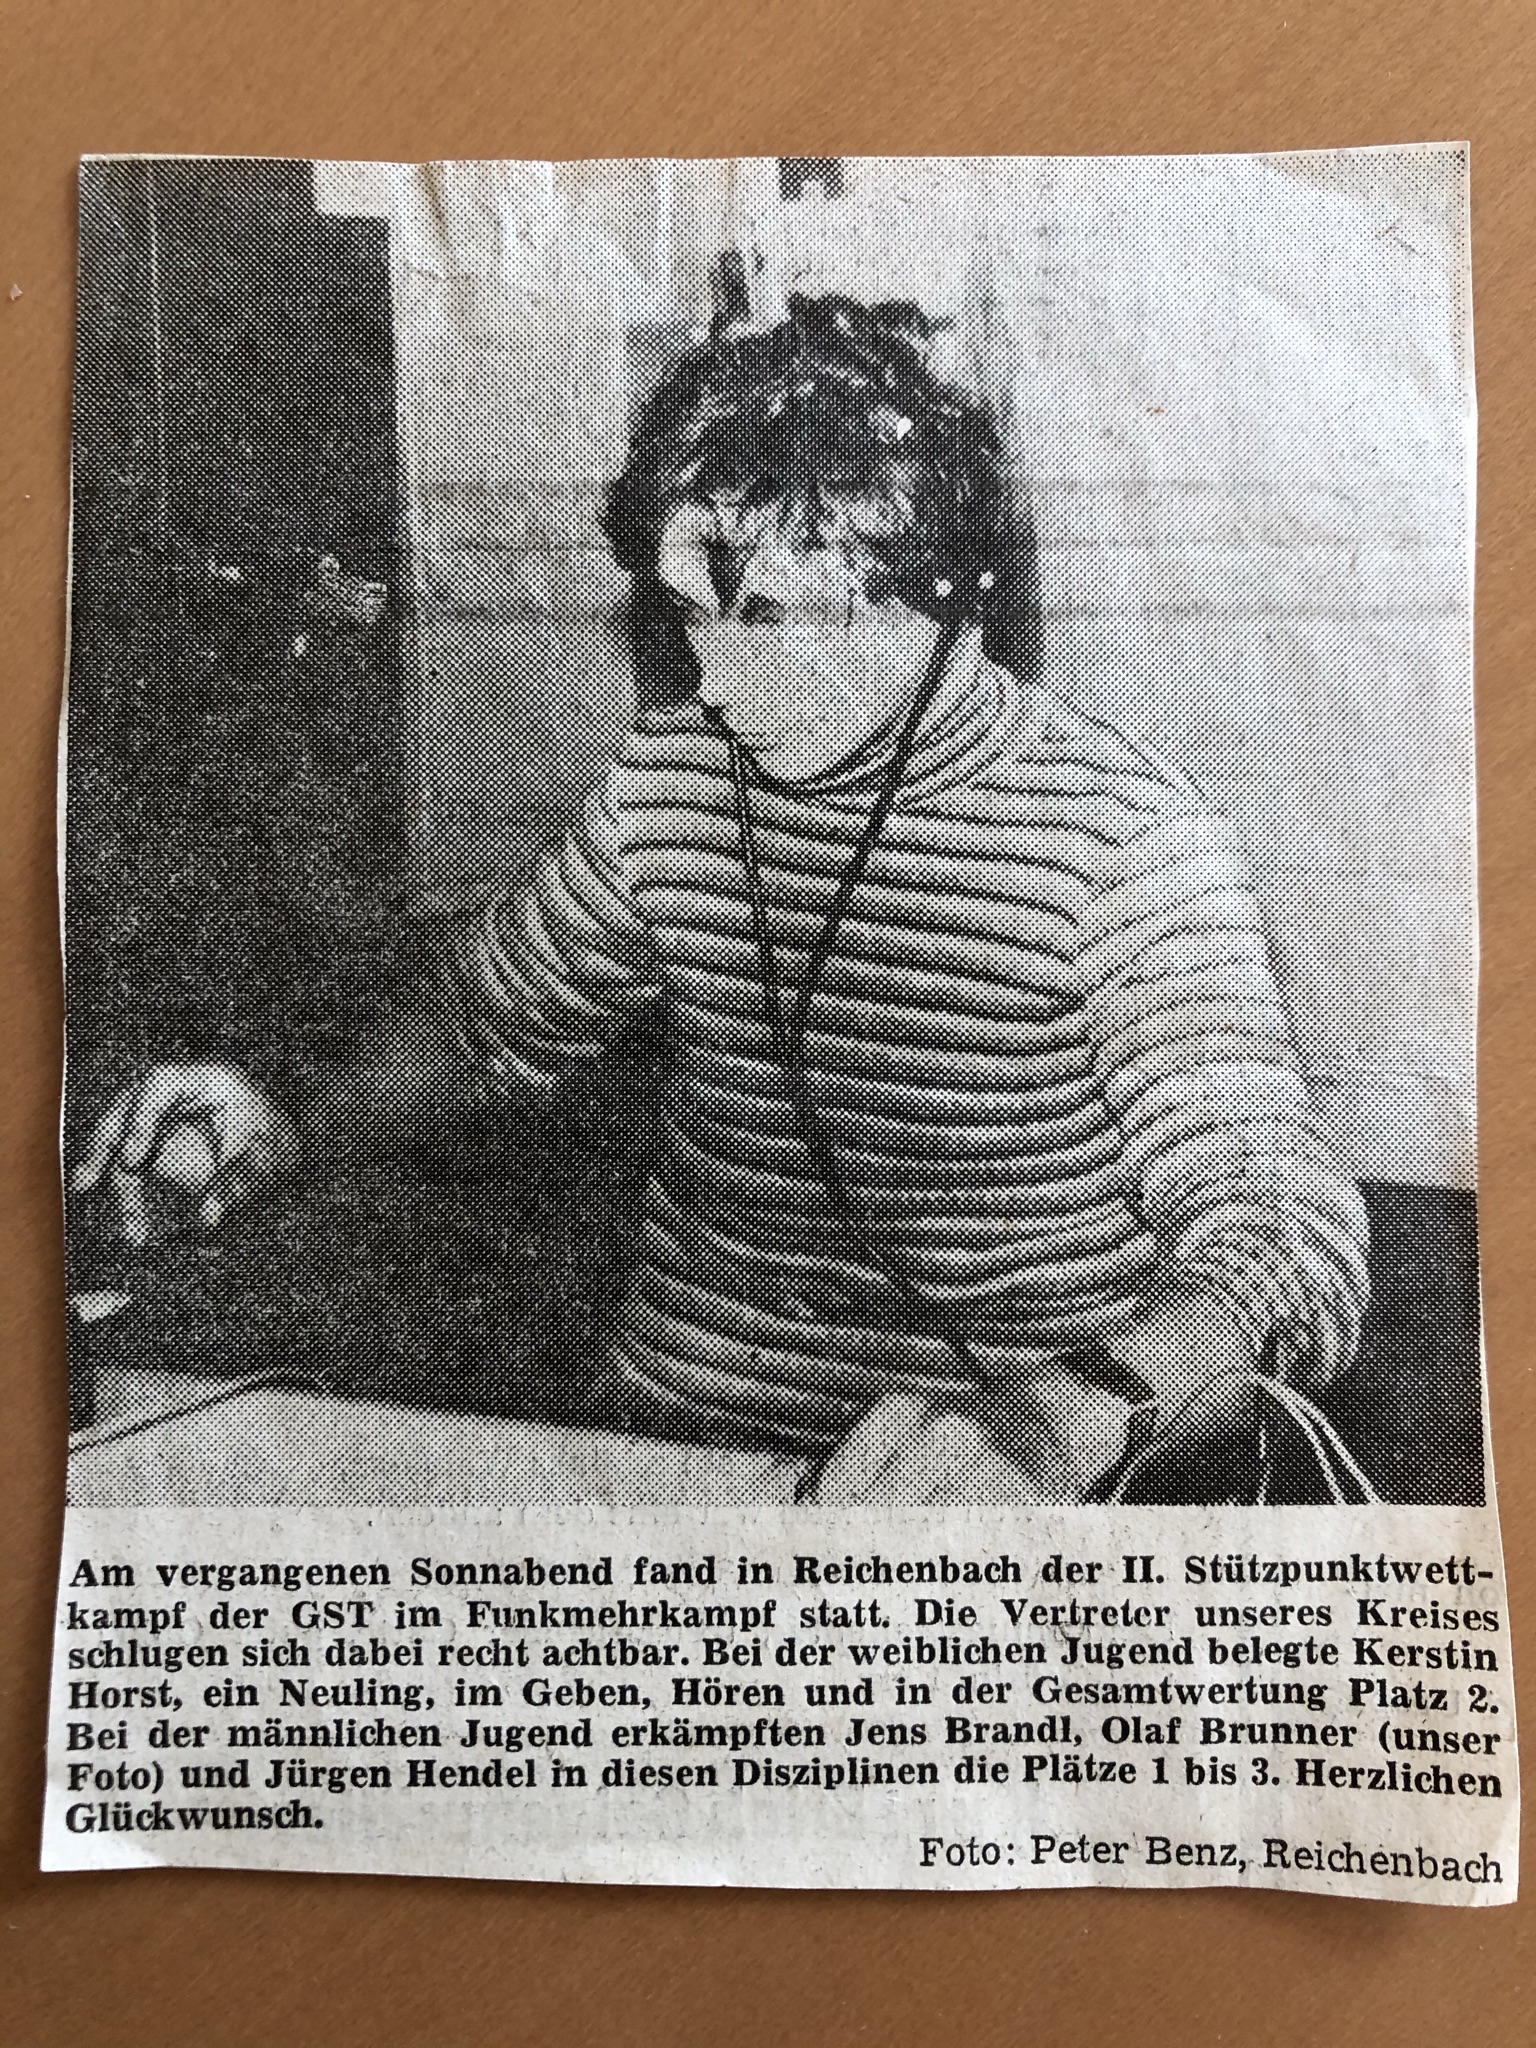 Am vergangenen Sonnabend fand in Reichenbach der II. Stützpunktwett-
kampf der GST im Funkmehrkampf statt. Die Vertreter unseres Kreises
schlugen sich dabei recht achtbar. Bei der weiblichen Jugend belegte Kerstin
Horst, ein Neuling, im Geben, Hören und in der Gesamtwertung Platz 2.
Bei der männlichen Jugend erkämpften Jens Brandl, Olaf Brunner (unser
Foto) und Jürgen Hendel in diesen Disziplinen die Plätze 1 bis 3. Herzlichen
Glückwunsch.
Foto: Peter Benz, Reichenbach